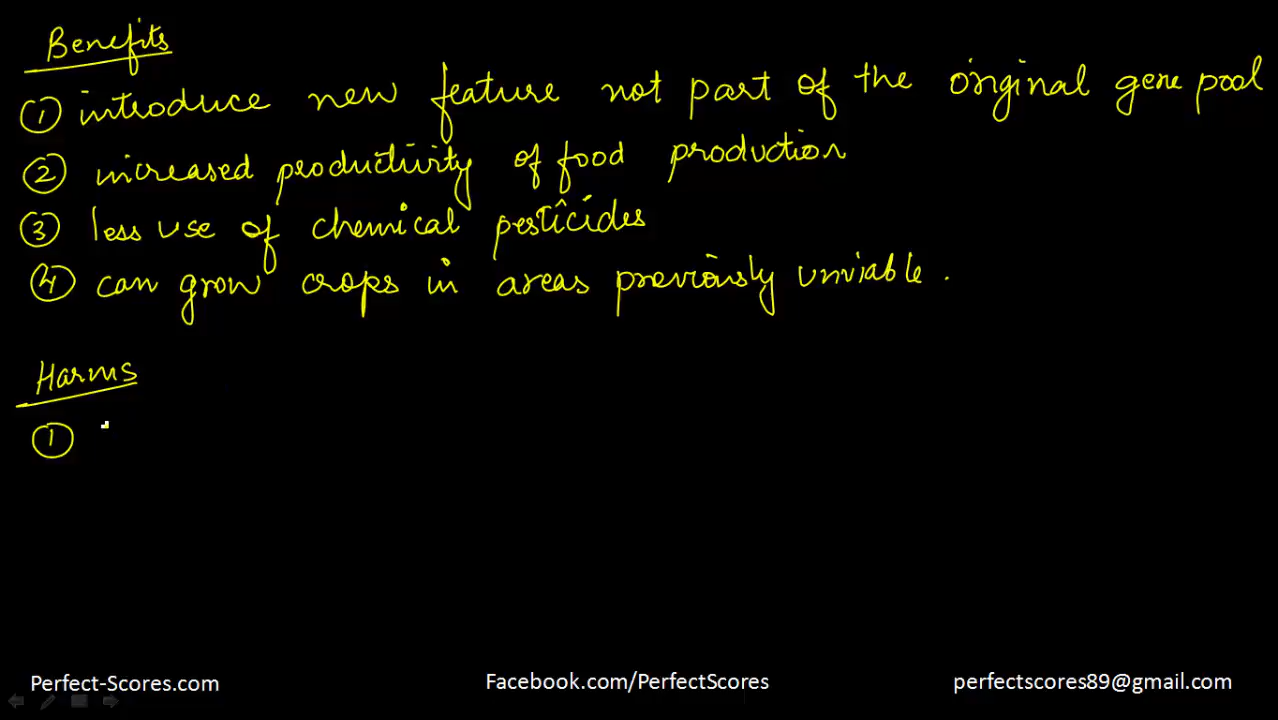 Benefits
① introduce new feature not part of the original gene pool
② increased productivity of food production
③ less use of chemical pesticides
④ can grow crops in areas previously unviable.
Harms
①
Perfect-Scores.com Facebook.com/PerfectScores perfectscores89@gmail.com